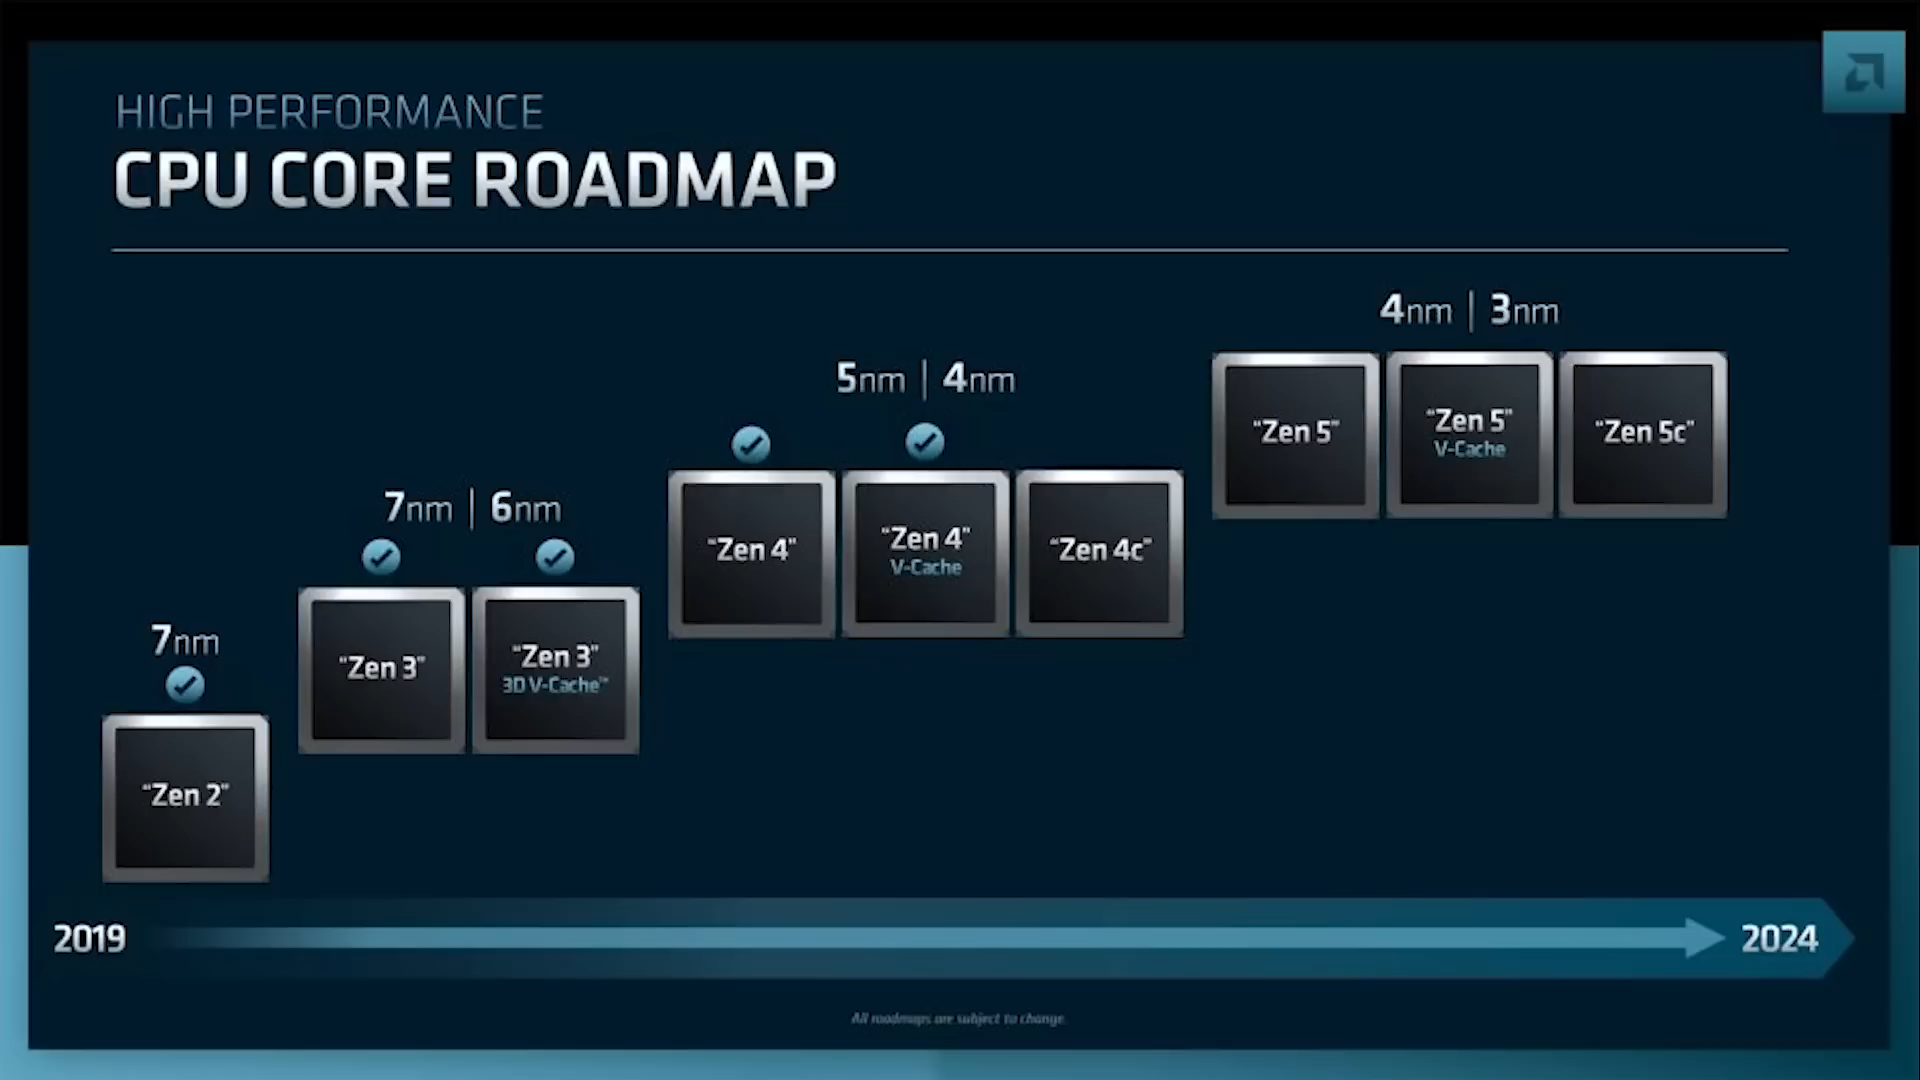 HIGH PERFORMANCE
CPU CORE ROADMAP
4nm | 3nm
"Zen 5"
"Zen 5"
V-Cache
"Zen 5c"
5nm | 4nm
"Zen 4"
"Zen 4"
V-Cache
"Zen 4c"
7nm | 6nm
"Zen 3"
"Zen 3"
3D V-Cache™
7nm
"Zen 2"
2019
2024
All roadmaps are subject to change.